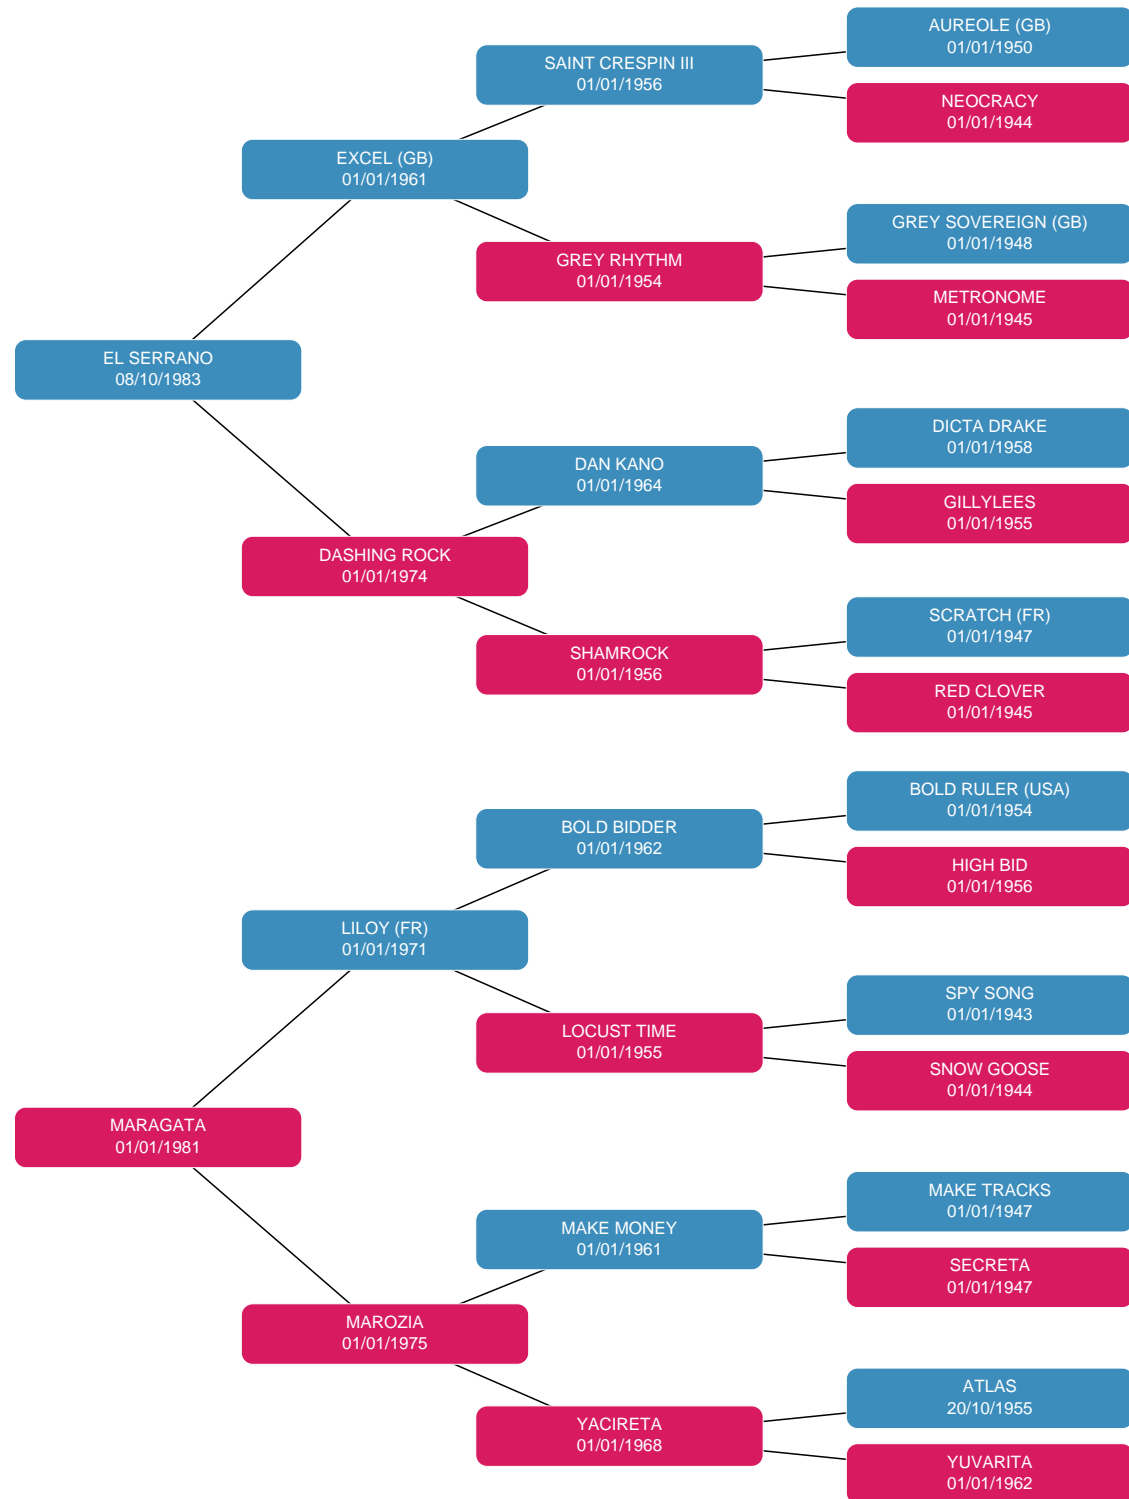 AUREOLE (GB)
01/01/1950
SAINT CRESPIN III
01/01/1956
NEOCRACY
01/01/1944
EXCEL (GB)
01/01/1961
GREY SOVEREIGN (GB)
01/01/1948
GREY RHYTHM
01/01/1954
METRONOME
01/01/1945
EL SERRANO
08/10/1983
DICTA DRAKE
01/01/1958
DAN KANO
01/01/1964
GILLYLEES
01/01/1955
DASHING ROCK
01/01/1974
SCRATCH (FR)
01/01/1947
SHAMROCK
01/01/1956
RED CLOVER
01/01/1945
BOLD RULER (USA)
01/01/1954
BOLD BIDDER
01/01/1962
HIGH BID
01/01/1956
LILOY (FR)
01/01/1971
SPY SONG
01/01/1943
LOCUST TIME
01/01/1955
SNOW GOOSE
01/01/1944
MARAGATA
01/01/1981
MAKE TRACKS
01/01/1947
MAKE MONEY
01/01/1961
SECRETA
01/01/1947
MAROZIA
01/01/1975
ATLAS
20/10/1955
YACIRETA
01/01/1968
YUVARITA
01/01/1962